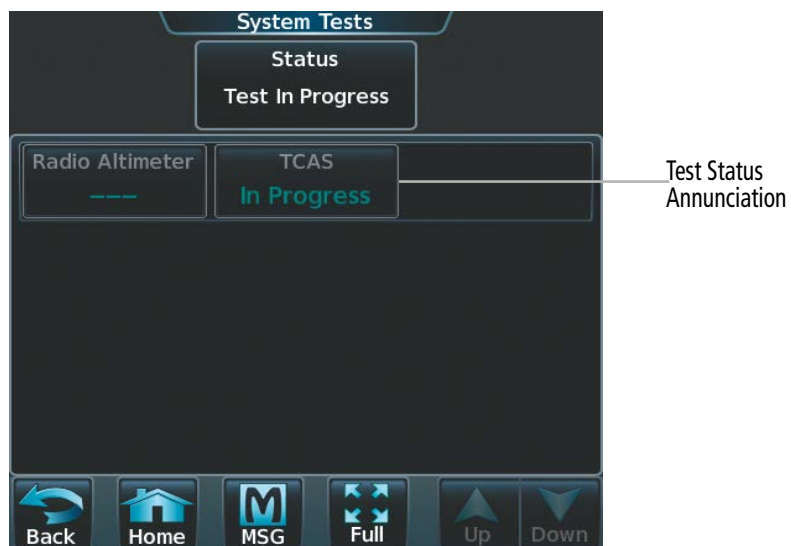 System Tests
Status
Test In Progress
Radio Altimeter
TCAS
———
In Progress
Test Status
Annunciation
Back
Home
MSG
Full
Up
Down